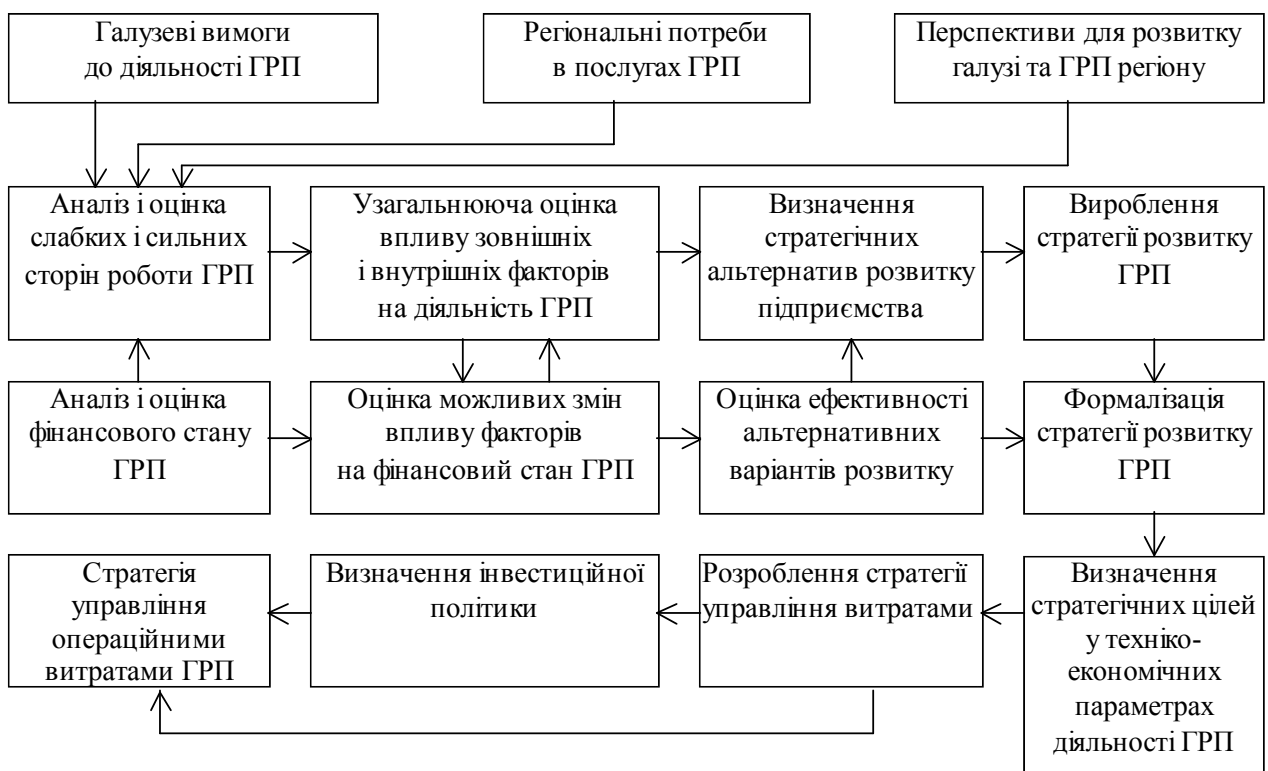 Галузеві вимоги
до діяльності ГРП
Регіональні потреби
в послугах ГРП
Перспективи для розвитку
галузі та ГРП регіону
Аналіз і оцінка
слабких і сильних
сторін роботи ГРП
Узагальнююча оцінка
впливу зовнішніх
і внутрішніх факторів
на діяльність ГРП
Визначення
стратегічних
альтернатив розвитку
підприємства
Вироблення
стратегії розвитку
ГРП
Аналіз і оцінка
фінансового стану
ГРП
Оцінка можливих змін
впливу факторів
на фінансовий стан ГРП
Оцінка ефективності
альтернативних
варіантів розвитку
Формалізація
стратегії розвитку
ГРП
Стратегія
управління
операційними
витратами ГРП
Визначення інвестиційної
політики
Розроблення стратегії
управління витратами
Визначення
стратегічних цілей
у техніко-
економічних
параметрах
діяльності ГРП